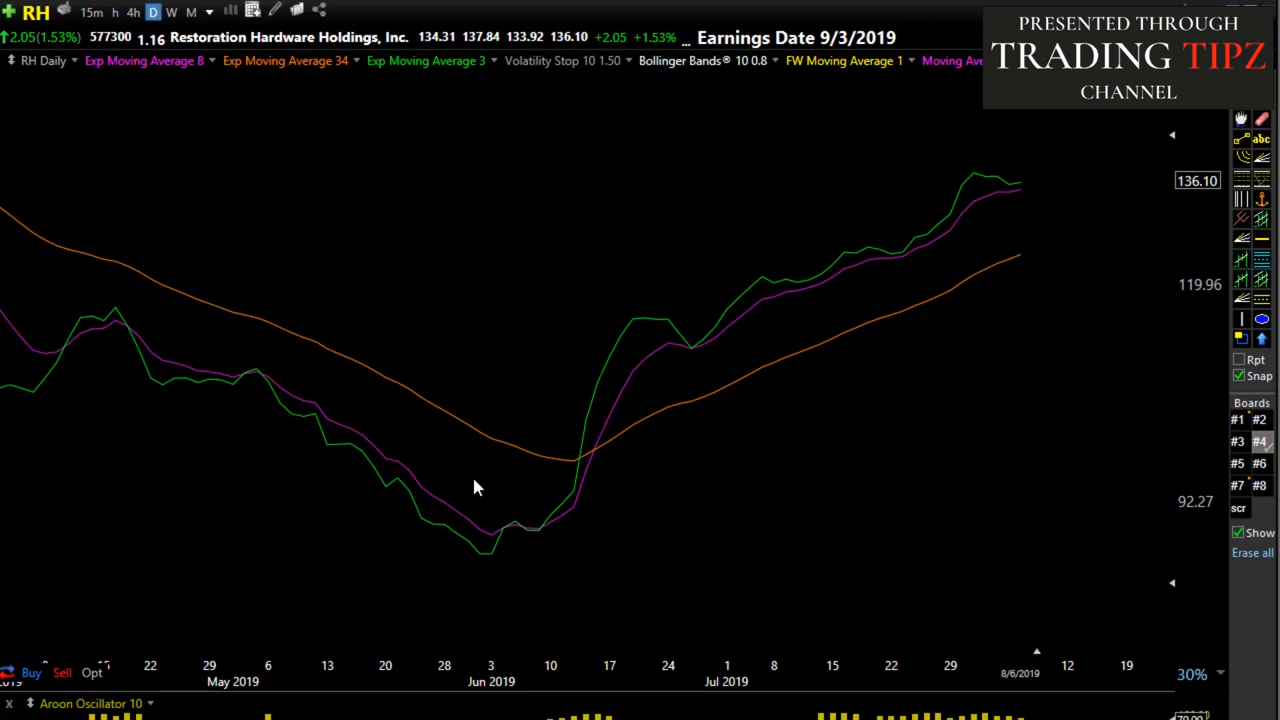 RH 15m h 4h D W M
2.05(1.53%) 577300 1.16 Restoration Hardware Holdings, Inc. 134.31 137.84 133.92 136.10 +2.05 +1.53% ... Earnings Date 9/3/2019
RH Daily Exp Moving Average 8 Exp Moving Average 34 Exp Moving Average 3 Volatility Stop 10 1.50 Bollinger Bands® 10 0.8 FW Moving Average 1 Moving Ave
PRESENTED THROUGH
TRADING TIPZ
CHANNEL
abc
136.10
119.96
92.27
Rpt
Snap
Boards
#1 #2
#3 #4
#5 #6
#7 #8
scr
Show
Erase all
22 29 6 13 20 28 3 10 17 24 1 8 15 22 29 12 19
Buy Sell Opt
May 2019 Jun 2019 Jul 2019 8/6/2019
30%
X Aroon Oscillator 10